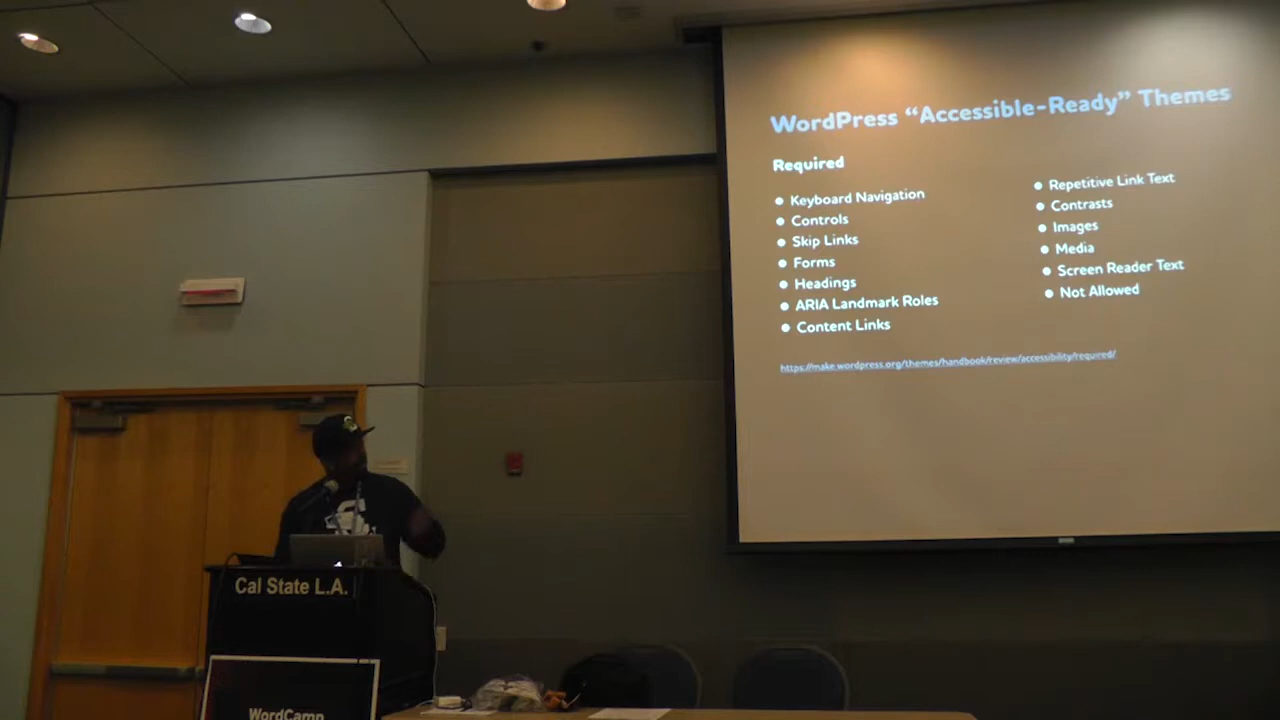 WordPress “Accessible-Ready” Themes
Required
Keyboard Navigation
Controls
Skip Links
Forms
Headings
ARIA Landmark Roles
Content Links
Repetitive Link Text
Contrasts
Images
Media
Screen Reader Text
Not Allowed
https://make.wordpress.org/themes/handbook/review/accessibility/required/
Cal State L.A.
WordCamp